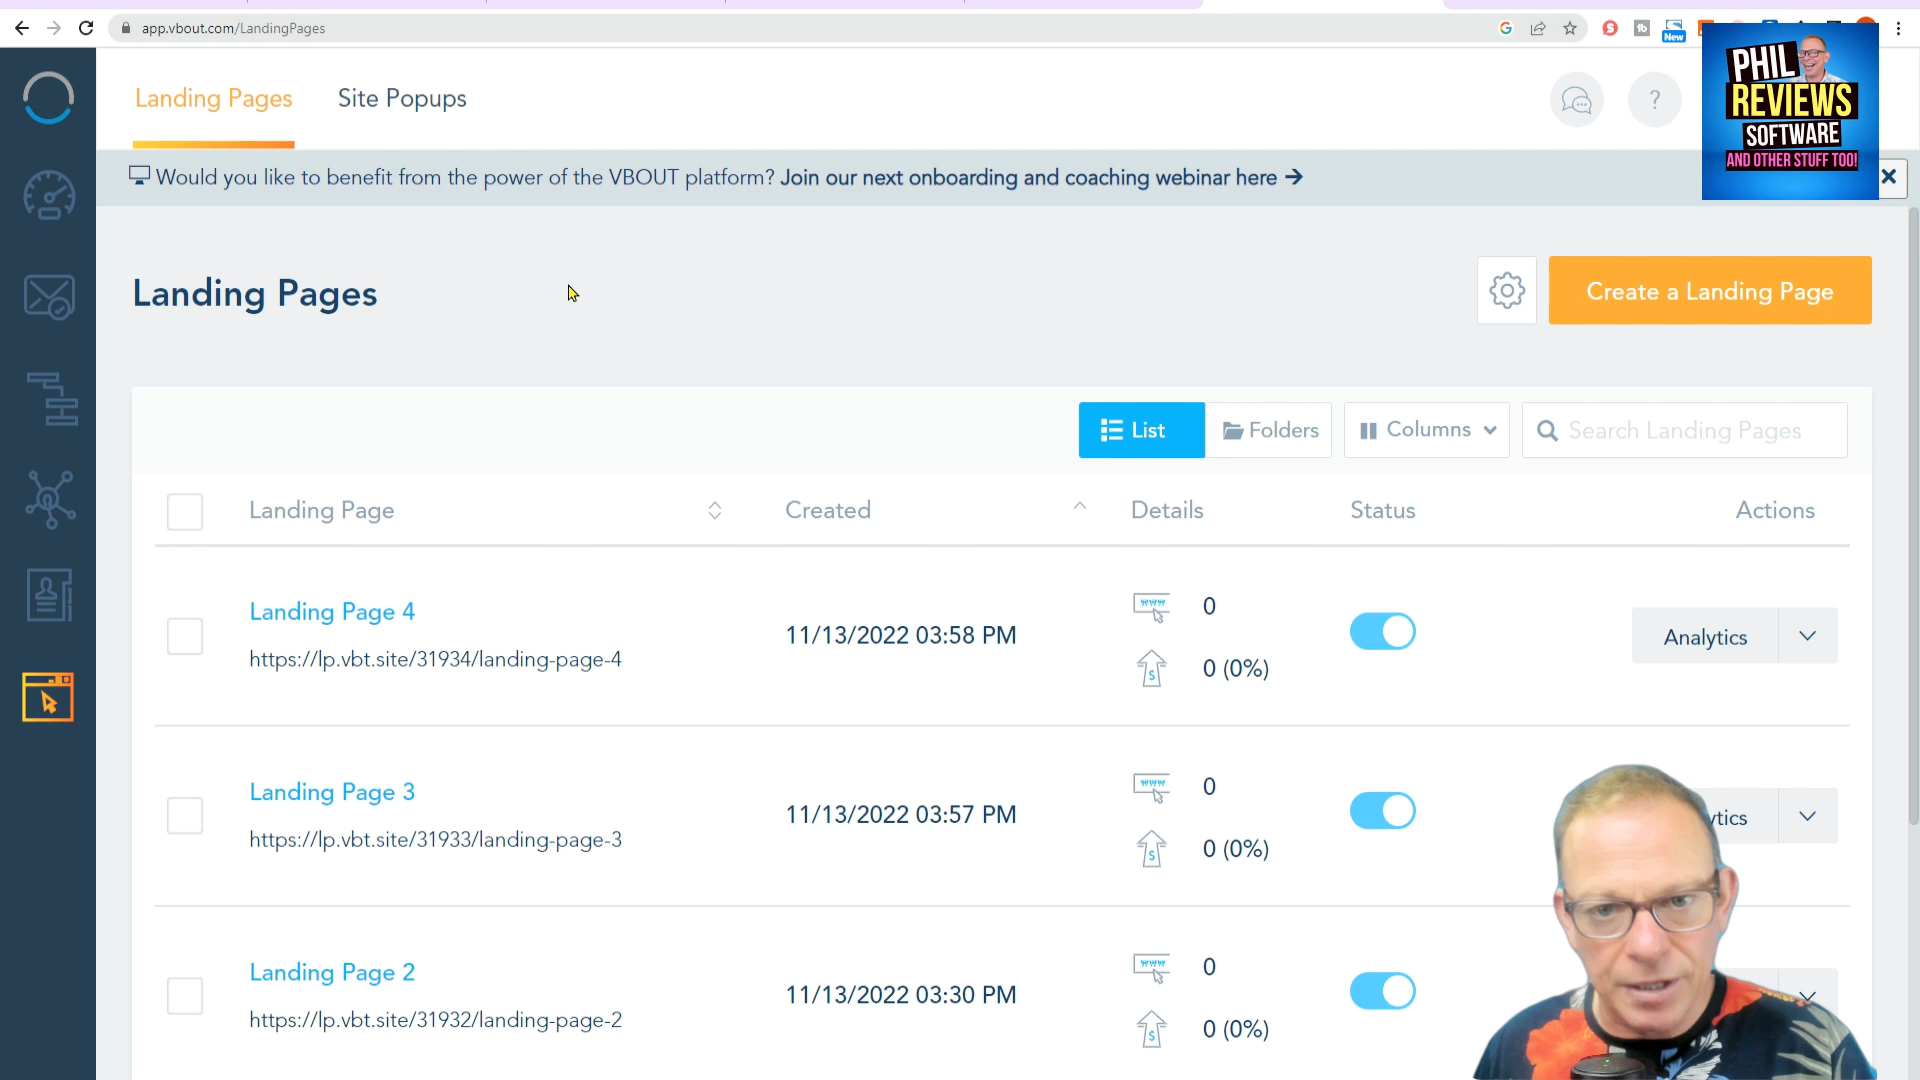 app.vbout.com/LandingPages
New
PHIL
REVIEWS
SOFTWARE
AND OTHER STUFF TOO!
Landing Pages
Site Popups
?
Would you like to benefit from the power of the VBOUT platform? Join our next onboarding and coaching webinar here →
Landing Pages
Create a Landing Page
List
Folders
Columns
Search Landing Pages
Landing Page
Created
Details
Status
Actions
Landing Page 4
https://lp.vbt.site/31934/landing-page-4
11/13/2022 03:58 PM
www
0
$
0 (0%)
Analytics
Landing Page 3
https://lp.vbt.site/31933/landing-page-3
11/13/2022 03:57 PM
www
0
$
0 (0%)
ytics
Landing Page 2
https://lp.vbt.site/31932/landing-page-2
11/13/2022 03:30 PM
www
0
$
0 (0%)